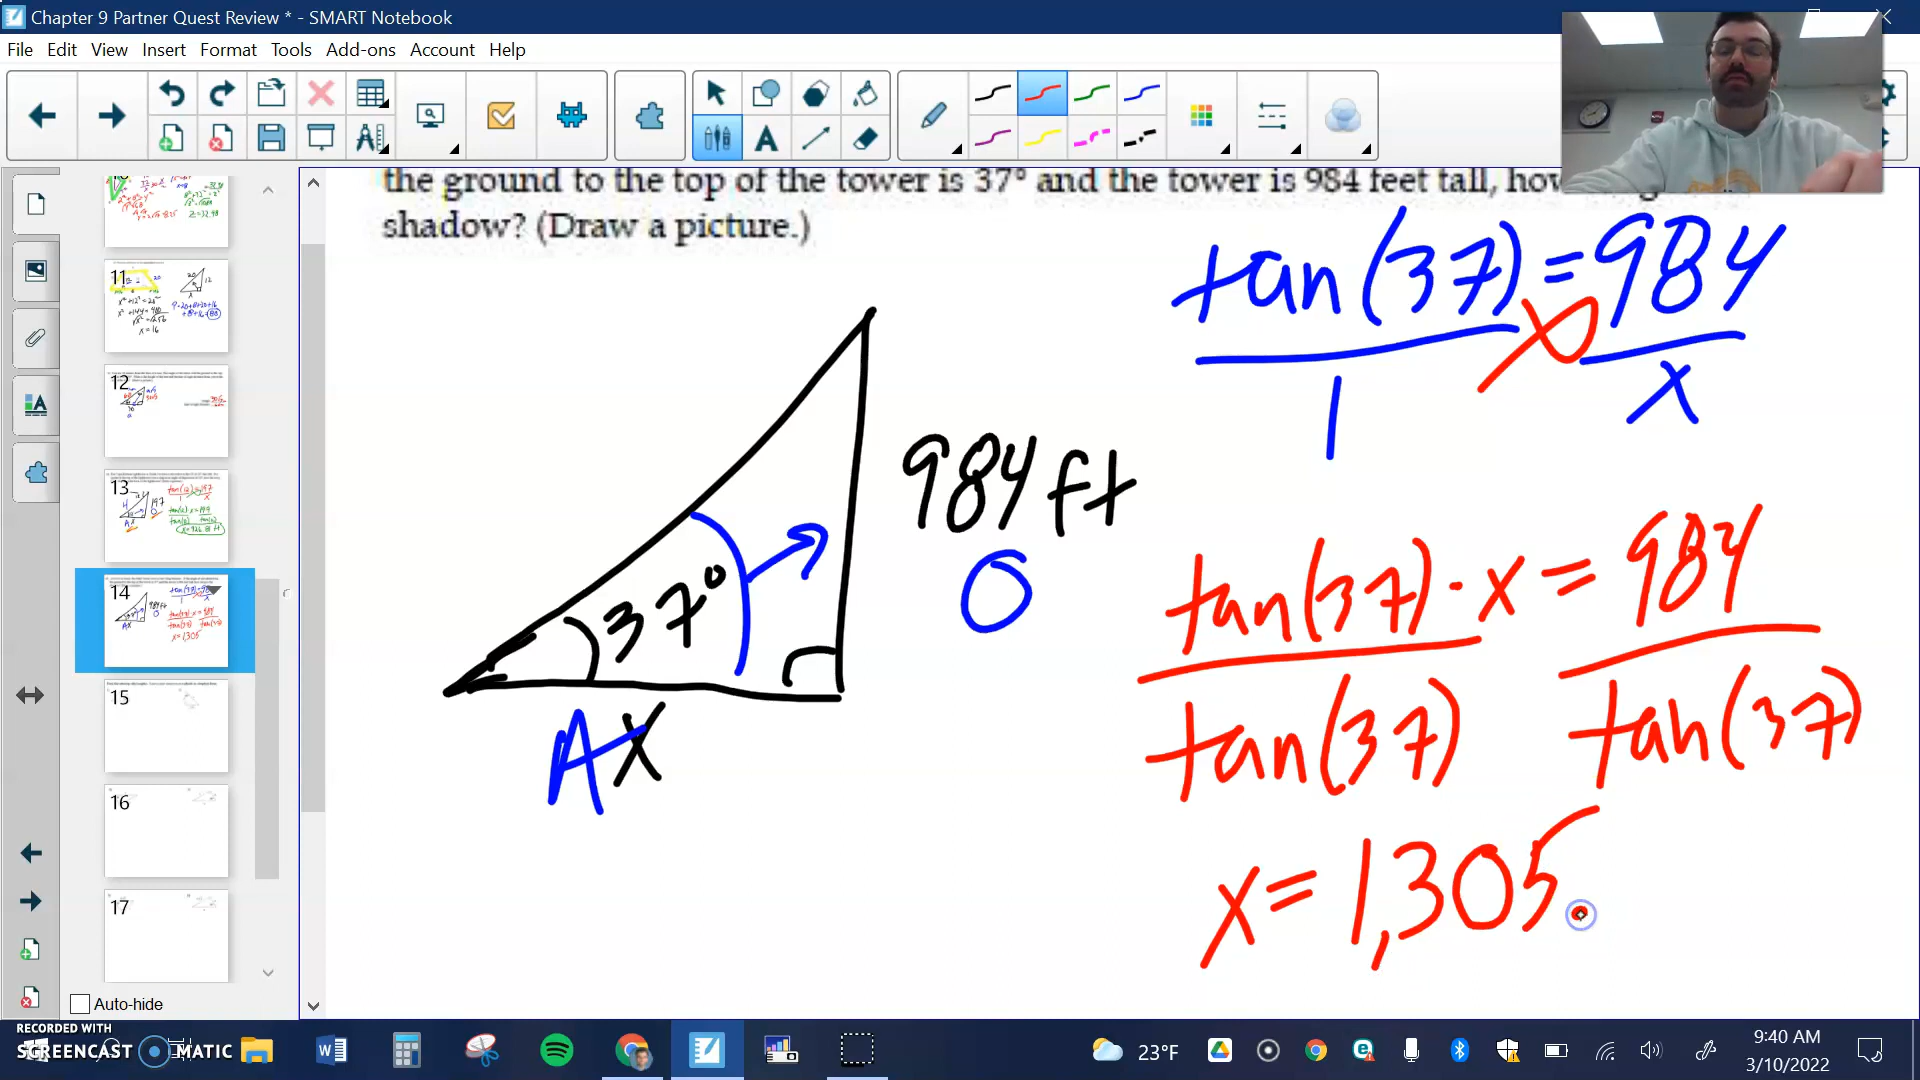 Chapter 9 Partner Quest Review * - SMART Notebook
File Edit View Insert Format Tools Add-ons Account Help
the ground to the top of the tower is 37° and the tower is 984 feet tall, how
shadow? (Draw a picture.)
tan(37) = 984
1 x
984 ft
O
37°
A x
tan(37) · x = 984
tan(37) tan(37)
x = 1,305.
11
12
13
14
15
16
17
Auto-hide
RECORDED WITH
SCREENCAST MATIC
23°F
9:40 AM
3/10/2022